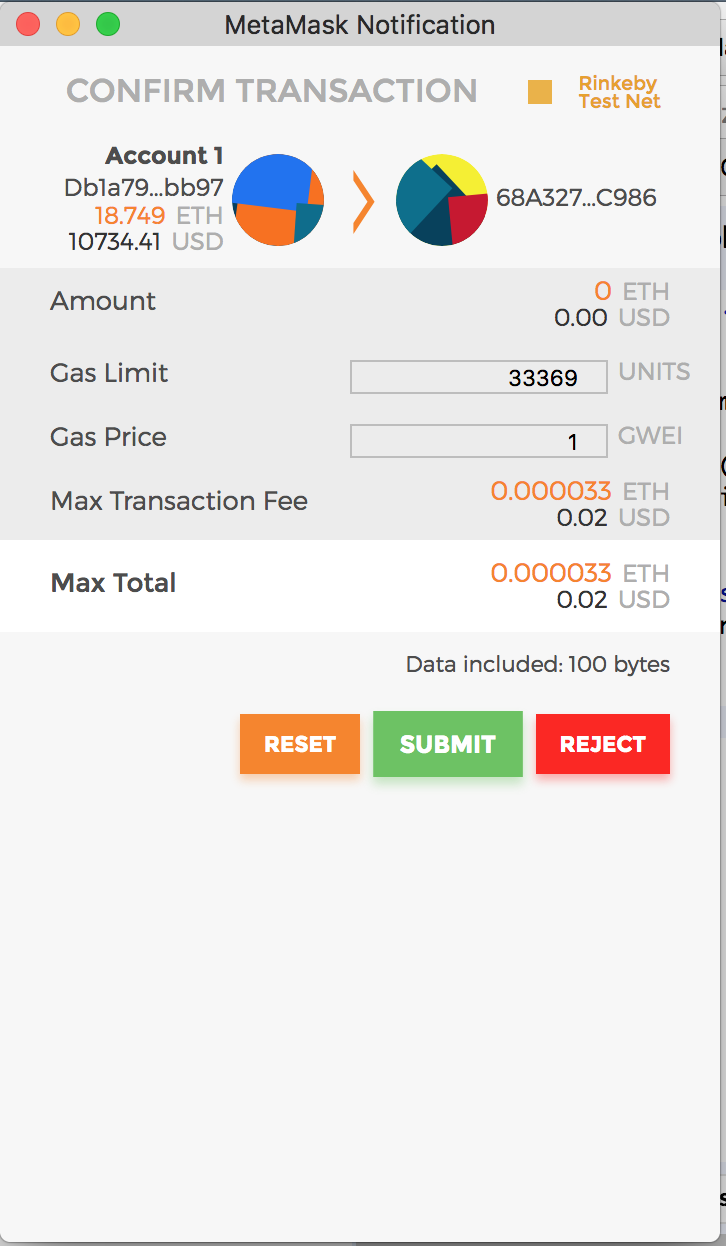 MetaMask Notification
CONFIRM TRANSACTION
Rinkeby
Test Net
Account 1
Db1a79...bb97
18.749 ETH
10734.41 USD
68A327...C986
Amount
0 ETH
0.00 USD
Gas Limit
33369 UNITS
Gas Price
1 GWEI
Max Transaction Fee
0.000033 ETH
0.02 USD
Max Total
0.000033 ETH
0.02 USD
Data included: 100 bytes
RESET SUBMIT REJECT